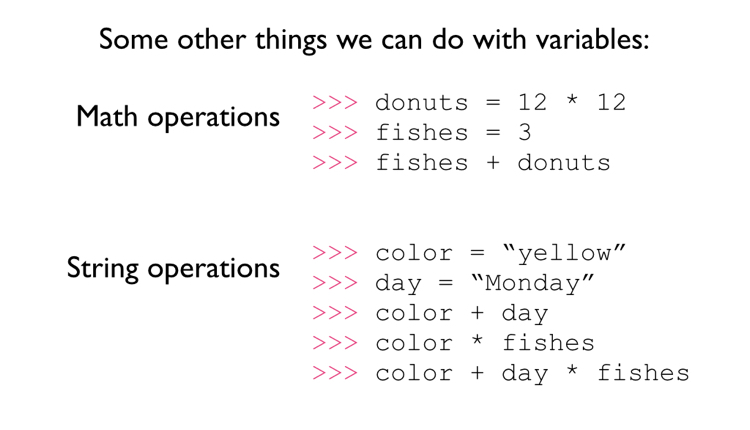 Some other things we can do with variables:
Math operations
>>> donuts = 12 * 12
>>> fishes = 3
>>> fishes + donuts
String operations
>>> color = “yellow”
>>> day = “Monday”
>>> color + day
>>> color * fishes
>>> color + day * fishes